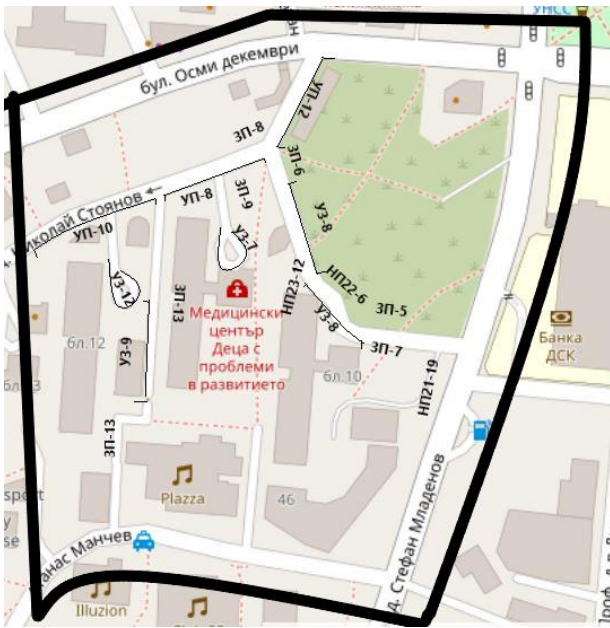 УНСС
бул. Осми декември
УП-12
ЗП-8
ЗП-6
УП-8
ЗП-9
Николай Стоянов ←
УП-10
УЗ-7
УЗ-8
УЗ-12
НП23-12
НП22-6
ЗП-5
ЗП-13
Медицински
център
Деца с
проблеми
в развитието
УЗ-8
Банка
ДСК
бл.12
УЗ-9
ЗП-7
бл.10
НП21-19
ЗП-13
Plazza
46
д. Стефан Младенов
танас Манчев
Illuzion
Проф. д-р Д